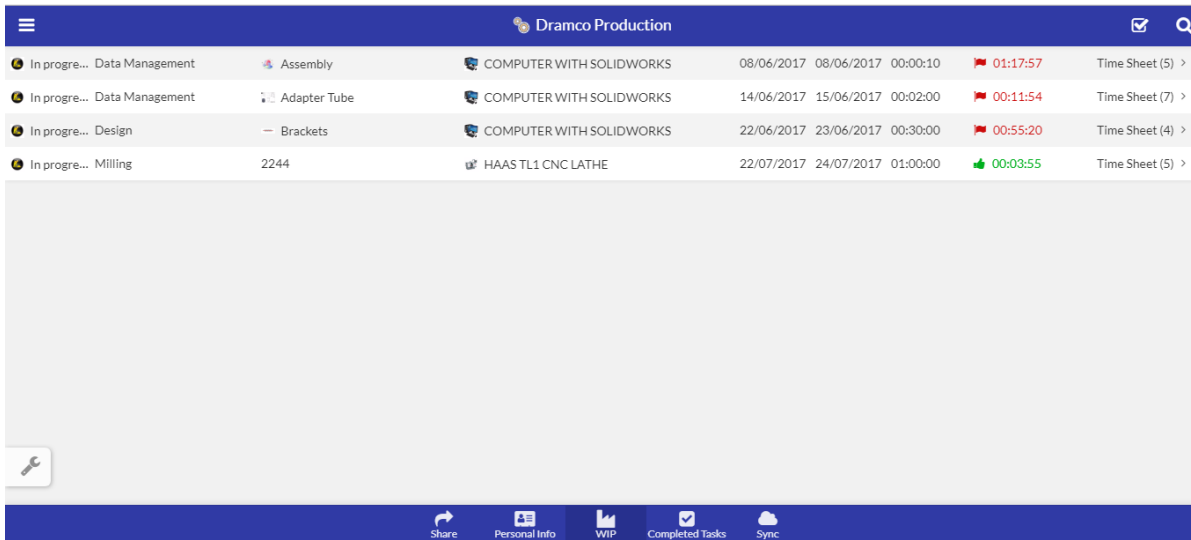 Dramco Production
In progre... Data Management Assembly COMPUTER WITH SOLIDWORKS 08/06/2017 08/06/2017 00:00:10 01:17:57 Time Sheet (5)
In progre... Data Management Adapter Tube COMPUTER WITH SOLIDWORKS 14/06/2017 15/06/2017 00:02:00 00:11:54 Time Sheet (7)
In progre... Design Brackets COMPUTER WITH SOLIDWORKS 22/06/2017 23/06/2017 00:30:00 00:55:20 Time Sheet (4)
In progre... Milling 2244 HAAS TL1 CNC LATHE 22/07/2017 24/07/2017 01:00:00 00:03:55 Time Sheet (5)
Share Personal Info WIP Completed Tasks Sync